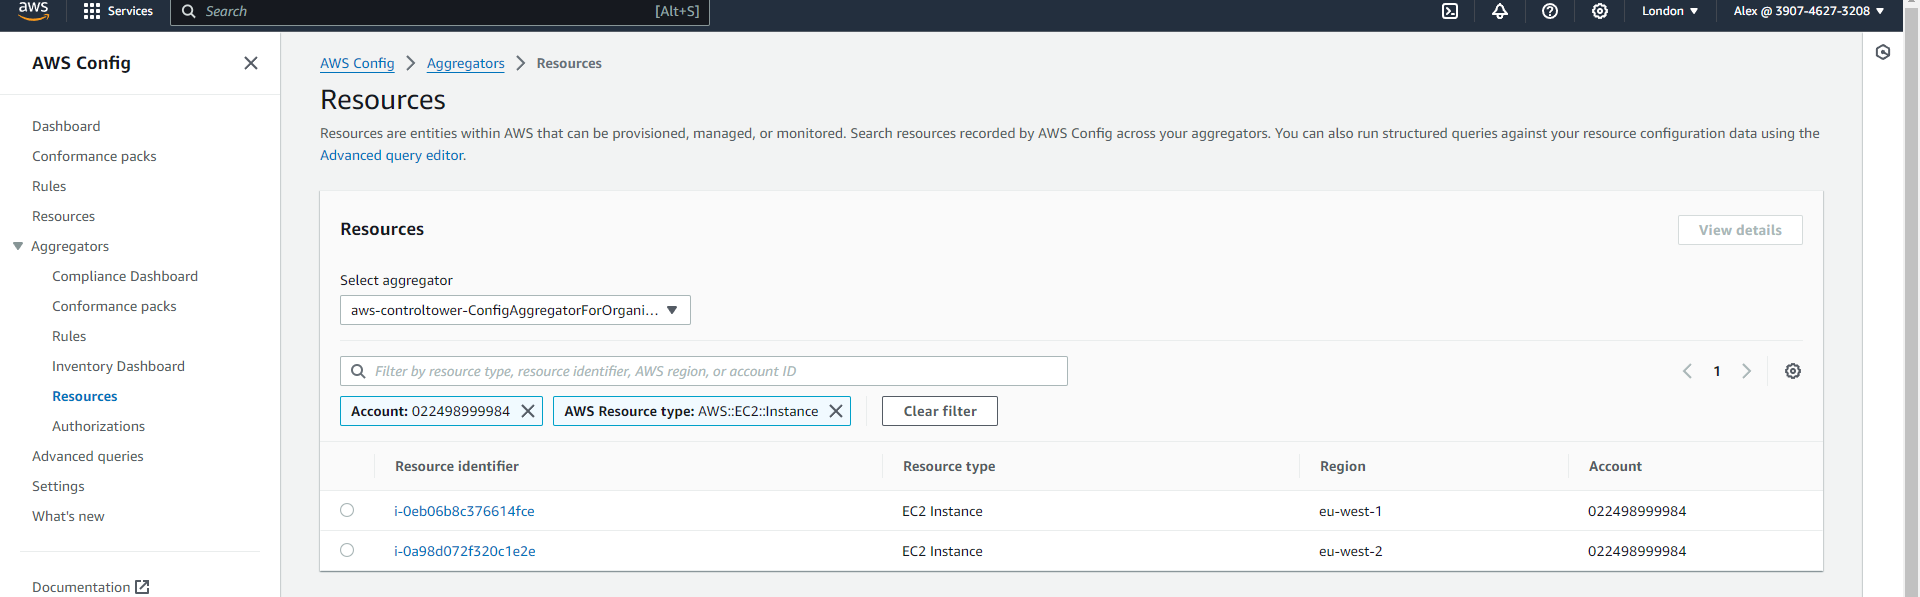 aws Services Search [Alt+S] London Alex @ 3907-4627-3208
AWS Config
Dashboard
Conformance packs
Rules
Resources
Aggregators
Compliance Dashboard
Conformance packs
Rules
Inventory Dashboard
Resources
Authorizations
Advanced queries
Settings
What's new
Documentation
AWS Config Aggregators Resources
Resources
Resources are entities within AWS that can be provisioned, managed, or monitored. Search resources recorded by AWS Config across your aggregators. You can also run structured queries against your resource configuration data using the
Advanced query editor.
Resources View details
Select aggregator
aws-controltower-ConfigAggregatorForOrgani...
Filter by resource type, resource identifier, AWS region, or account ID 1
Account: 022498999984 AWS Resource type: AWS::EC2::Instance Clear filter
Resource identifier Resource type Region Account
i-0eb06b8c376614fce EC2 Instance eu-west-1 022498999984
i-0a98d072f320c1e2e EC2 Instance eu-west-2 022498999984